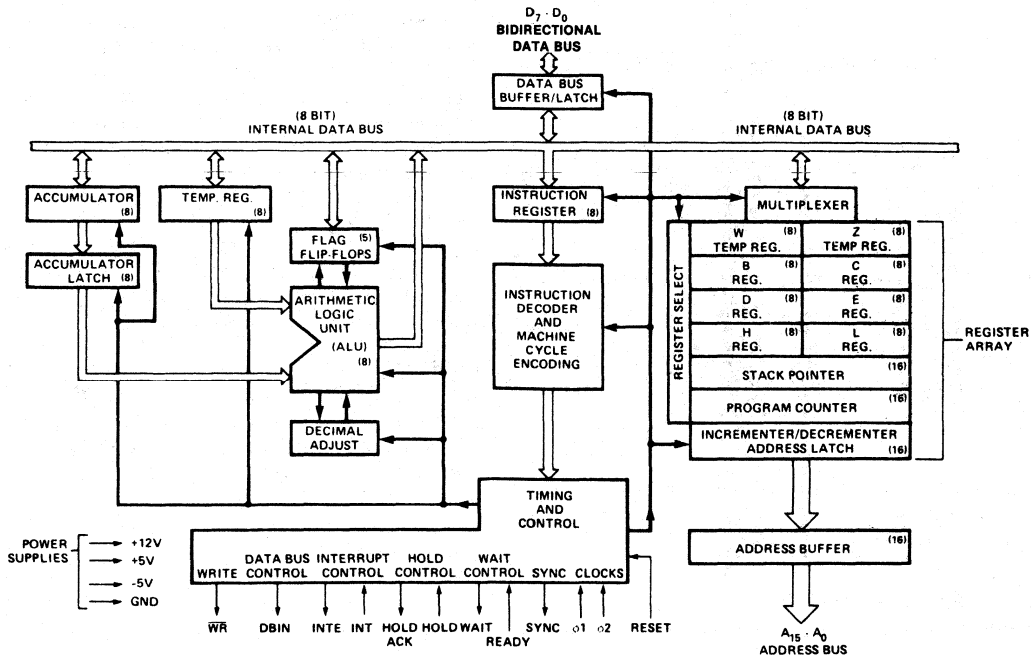 D7 - D0
BIDIRECTIONAL
DATA BUS
DATA BUS
BUFFER/LATCH
(8 BIT)
INTERNAL DATA BUS
(8 BIT)
INTERNAL DATA BUS
ACCUMULATOR
(8)
TEMP. REG.
(8)
INSTRUCTION
REGISTER (8)
MULTIPLEXER
ACCUMULATOR
LATCH (8)
FLAG (5)
FLIP-FLOPS
ARITHMETIC
LOGIC
UNIT
(ALU)
(8)
DECIMAL
ADJUST
INSTRUCTION
DECODER
AND
MACHINE
CYCLE
ENCODING
REGISTER SELECT
W (8)
TEMP REG.
Z (8)
TEMP REG.
B (8)
REG.
C (8)
REG.
D (8)
REG.
E (8)
REG.
H (8)
REG.
L (8)
REG.
STACK POINTER (16)
PROGRAM COUNTER (16)
INCREMENTER/DECREMENTER
ADDRESS LATCH (16)
REGISTER
ARRAY
TIMING
AND
CONTROL
ADDRESS BUFFER (16)
A15 - A0
ADDRESS BUS
POWER
SUPPLIES
+12V
+5V
-5V
GND
WRITE
DATA BUS
CONTROL
INTERRUPT
CONTROL
HOLD
CONTROL
WAIT
CONTROL
SYNC
CLOCKS
WR
DBIN
INTE
INT
HOLD
ACK
HOLD
WAIT
READY
SYNC
φ1
φ2
RESET